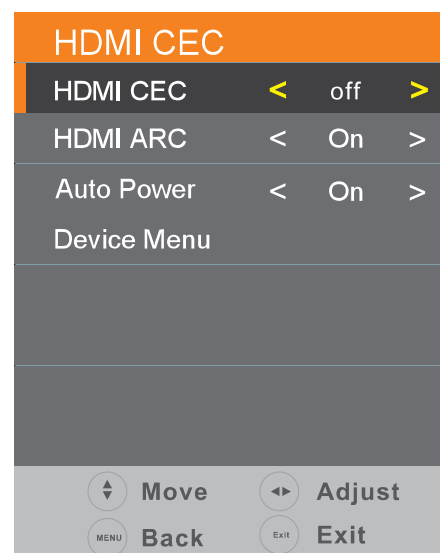 HDMI CEC
HDMI CEC < off >
HDMI ARC < On >
Auto Power < On >
Device Menu
Move Adjust
MENU Back Exit Exit